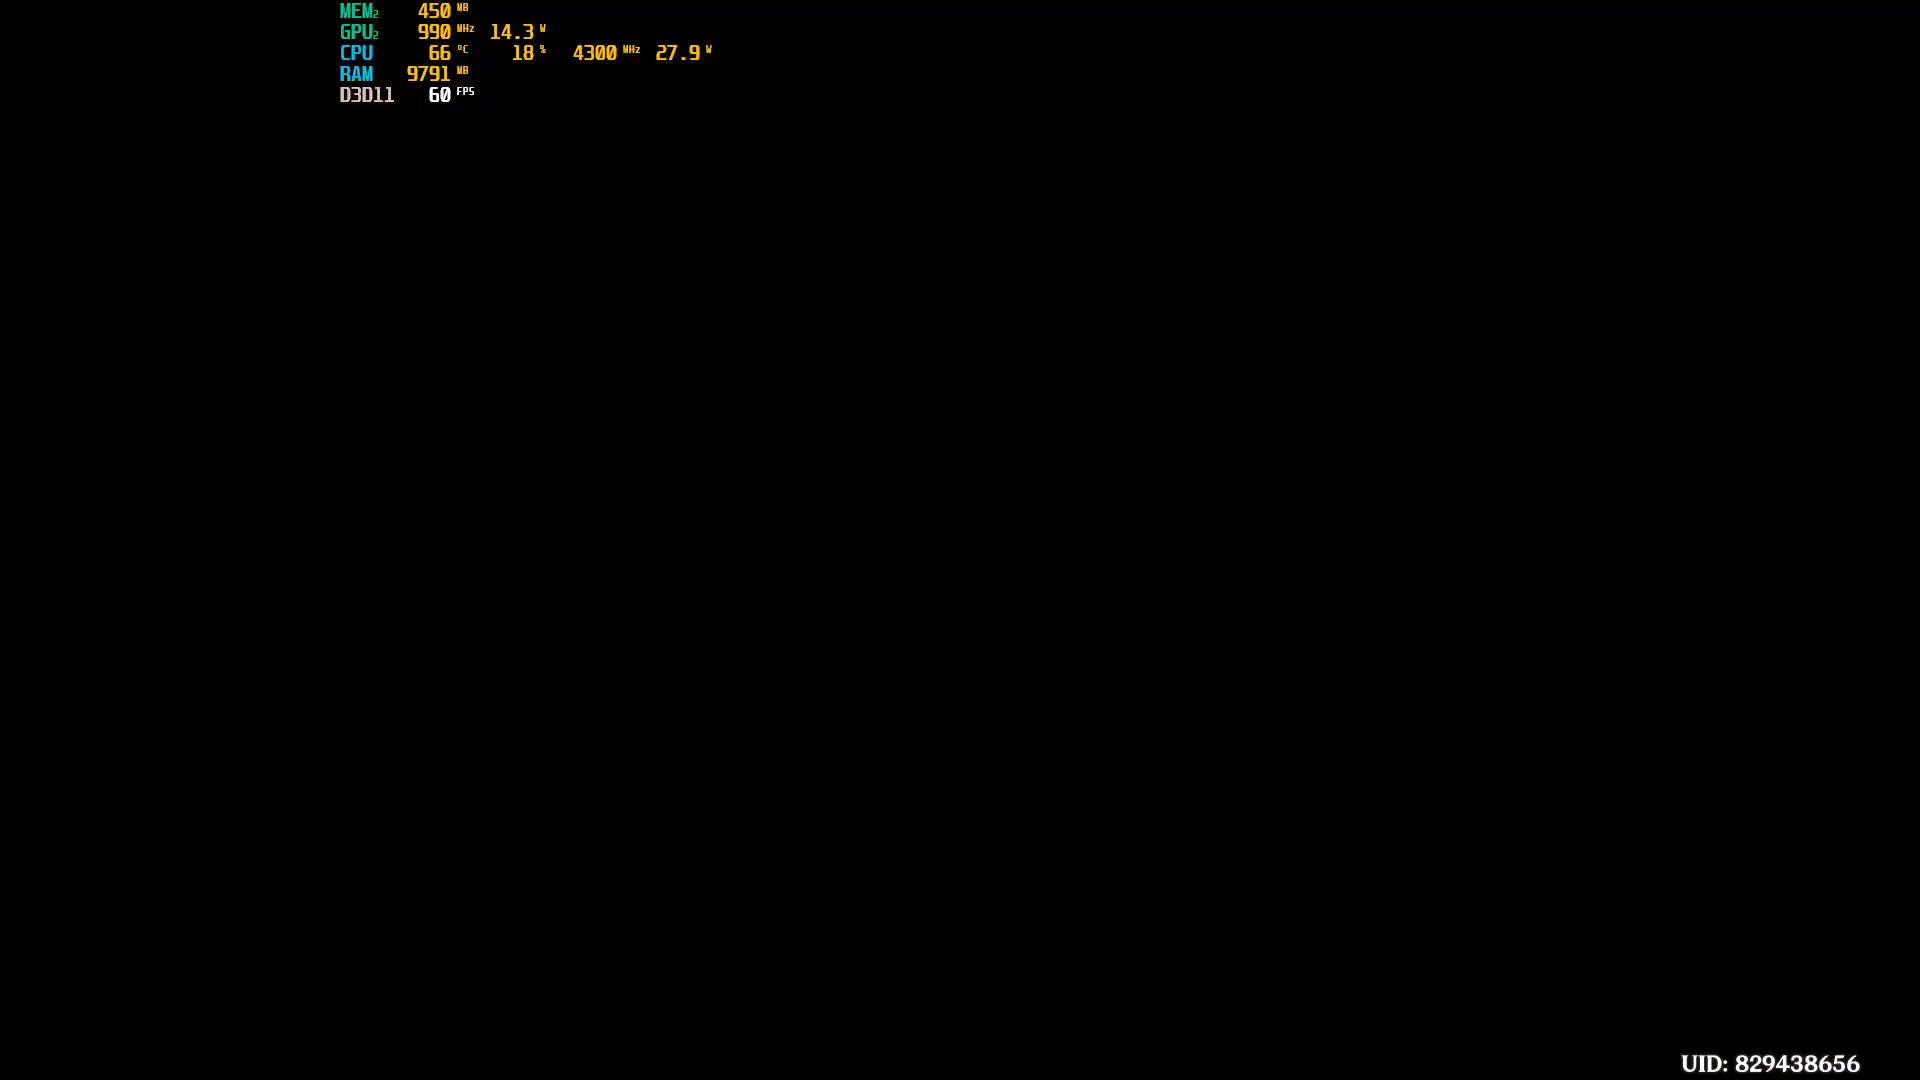 MEM2 450 MB
GPU2 990 MHz 14.3 W
CPU 66 °C 18 % 4300 MHz 27.9 W
RAM 9791 MB
D3D11 60 FPS
UID: 829438656